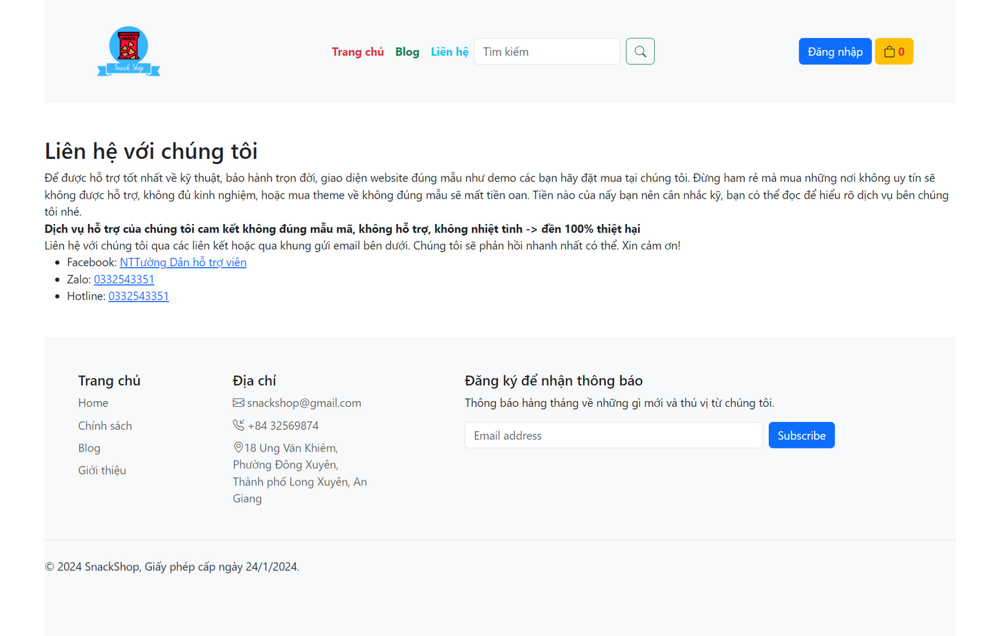 SNACK
Snack Shop
Trang chủ Blog Liên hệ Tìm kiếm Đăng nhập 0
Liên hệ với chúng tôi
Để được hỗ trợ tốt nhất về kỹ thuật, bảo hành trọn đời, giao diện website đúng mẫu như demo các bạn hãy đặt mua tại chúng tôi. Đừng ham rẻ mà mua những nơi không uy tín sẽ
không được hỗ trợ, không đủ kinh nghiệm, hoặc mua theme về không đúng mẫu sẽ mất tiền oan. Tiền nào của nấy bạn nên cân nhắc kỹ, bạn có thể đọc để hiểu rõ dịch vụ bên chúng
tôi nhé.
Dịch vụ hỗ trợ của chúng tôi cam kết không đúng mẫu mã, không hỗ trợ, không nhiệt tình -> đền 100% thiệt hại
Liên hệ với chúng tôi qua các liên kết hoặc qua khung gửi email bên dưới. Chúng tôi sẽ phản hồi nhanh nhất có thể. Xin cảm ơn!
• Facebook: NTTường Dân hỗ trợ viên
• Zalo: 0332543351
• Hotline: 0332543351
Trang chủ
Home
Chính sách
Blog
Giới thiệu
Địa chỉ
snackshop@gmail.com
+84 32569874
18 Ung Văn Khiêm,
Phường Đông Xuyên,
Thành phố Long Xuyên, An
Giang
Đăng ký để nhận thông báo
Thông báo hàng tháng về những gì mới và thú vị từ chúng tôi.
Email address Subscribe
© 2024 SnackShop, Giấy phép cấp ngày 24/1/2024.